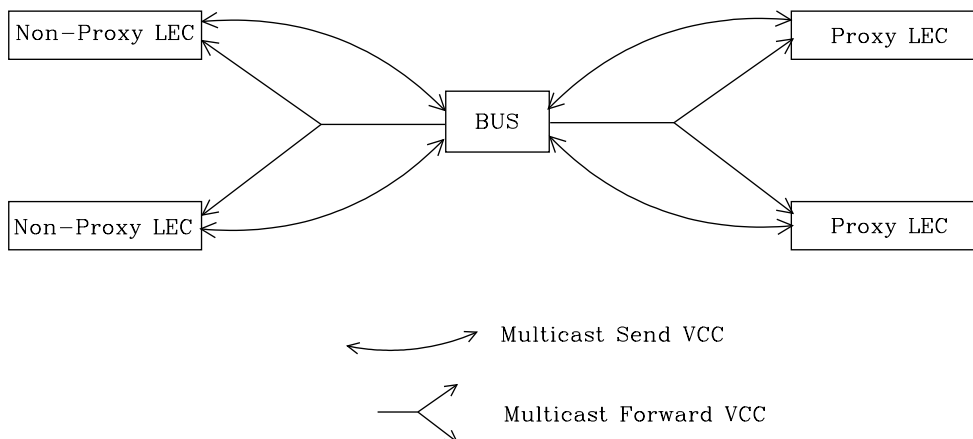 Non-Proxy LEC
Proxy LEC
BUS
Non-Proxy LEC
Proxy LEC
Multicast Send VCC
Multicast Forward VCC